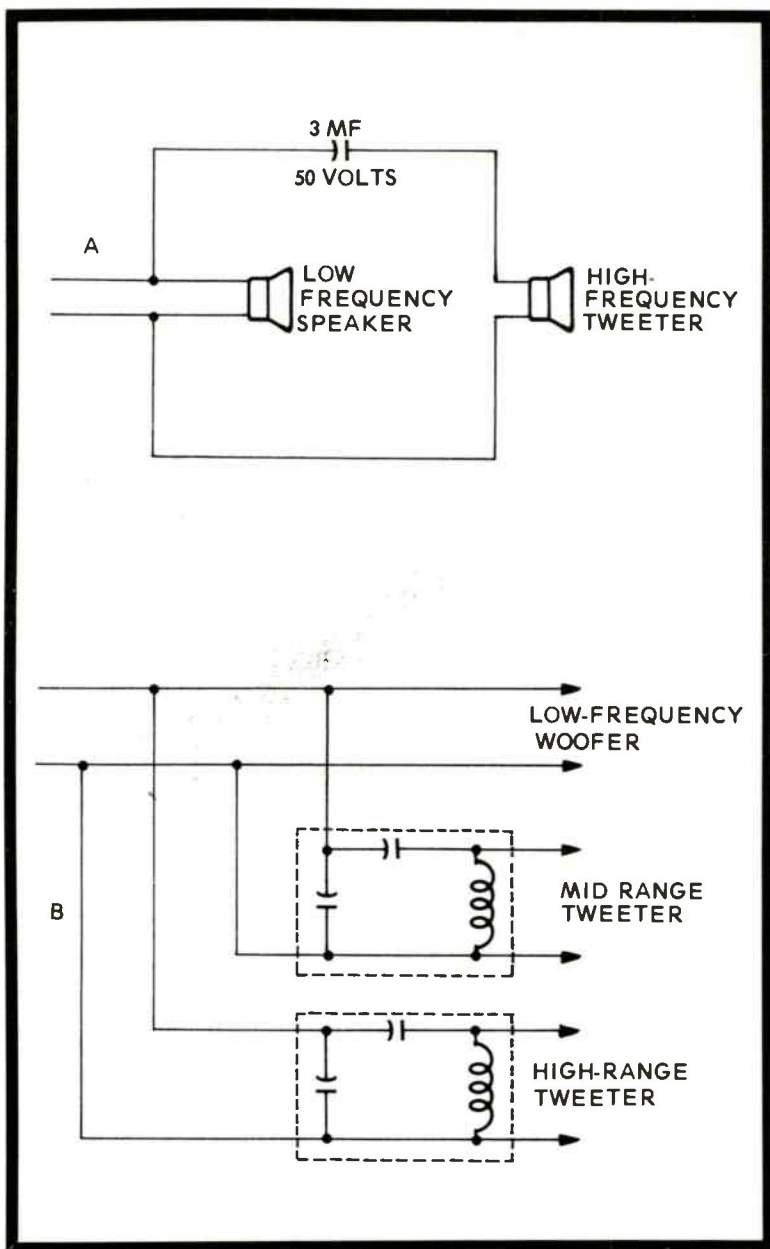 3 MF
50 VOLTS
A
LOW
FREQUENCY
SPEAKER
HIGH-
FREQUENCY
TWEETER
LOW-FREQUENCY
WOOFER
B
MID RANGE
TWEETER
HIGH-RANGE
TWEETER